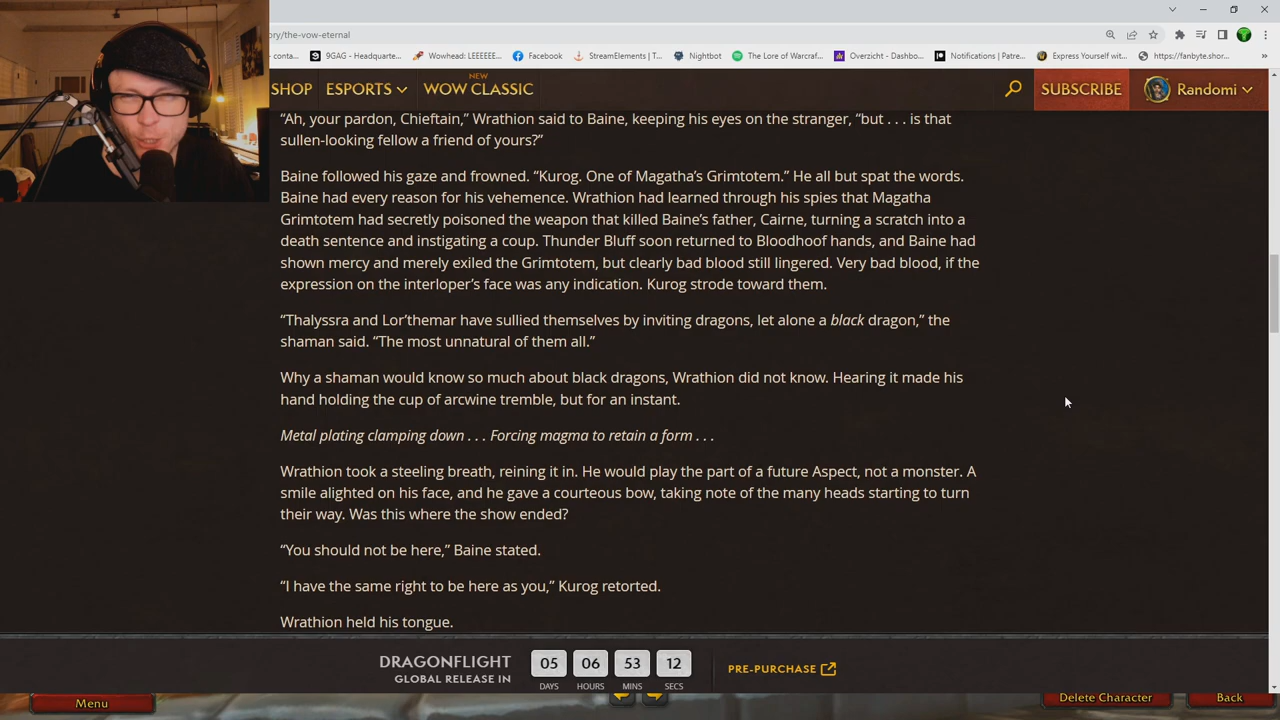 ory/the-vow-eternal
conta...
9GAG - Headquarte...
Wowhead: LEEEEEE...
Facebook
StreamElements | T...
Nightbot
The Lore of Warcraf...
Overzicht - Dashbo...
Notifications | Patre...
Express Yourself wit...
https://fanbyte.shor...
SHOP
ESPORTS
NEW
WOW CLASSIC
SUBSCRIBE
Randomi
“Ah, your pardon, Chieftain,” Wrathion said to Baine, keeping his eyes on the stranger, “but . . . is that
sullen-looking fellow a friend of yours?”
Baine followed his gaze and frowned. “Kurog. One of Magatha’s Grimtotem.” He all but spat the words.
Baine had every reason for his vehemence. Wrathion had learned through his spies that Magatha
Grimtotem had secretly poisoned the weapon that killed Baine’s father, Cairne, turning a scratch into a
death sentence and instigating a coup. Thunder Bluff soon returned to Bloodhoof hands, and Baine had
shown mercy and merely exiled the Grimtotem, but clearly bad blood still lingered. Very bad blood, if the
expression on the interloper’s face was any indication. Kurog strode toward them.
“Thalyssra and Lor’themar have sullied themselves by inviting dragons, let alone a black dragon,” the
shaman said. “The most unnatural of them all.”
Why a shaman would know so much about black dragons, Wrathion did not know. Hearing it made his
hand holding the cup of arcwine tremble, but for an instant.
Metal plating clamping down . . . Forcing magma to retain a form . . .
Wrathion took a steeling breath, reining it in. He would play the part of a future Aspect, not a monster. A
smile alighted on his face, and he gave a courteous bow, taking note of the many heads starting to turn
their way. Was this where the show ended?
“You should not be here,” Baine stated.
“I have the same right to be here as you,” Kurog retorted.
Wrathion held his tongue.
DRAGONFLIGHT
GLOBAL RELEASE IN
05 06 53 12
DAYS HOURS MINS SECS
PRE-PURCHASE
Menu
Delete Character
Back